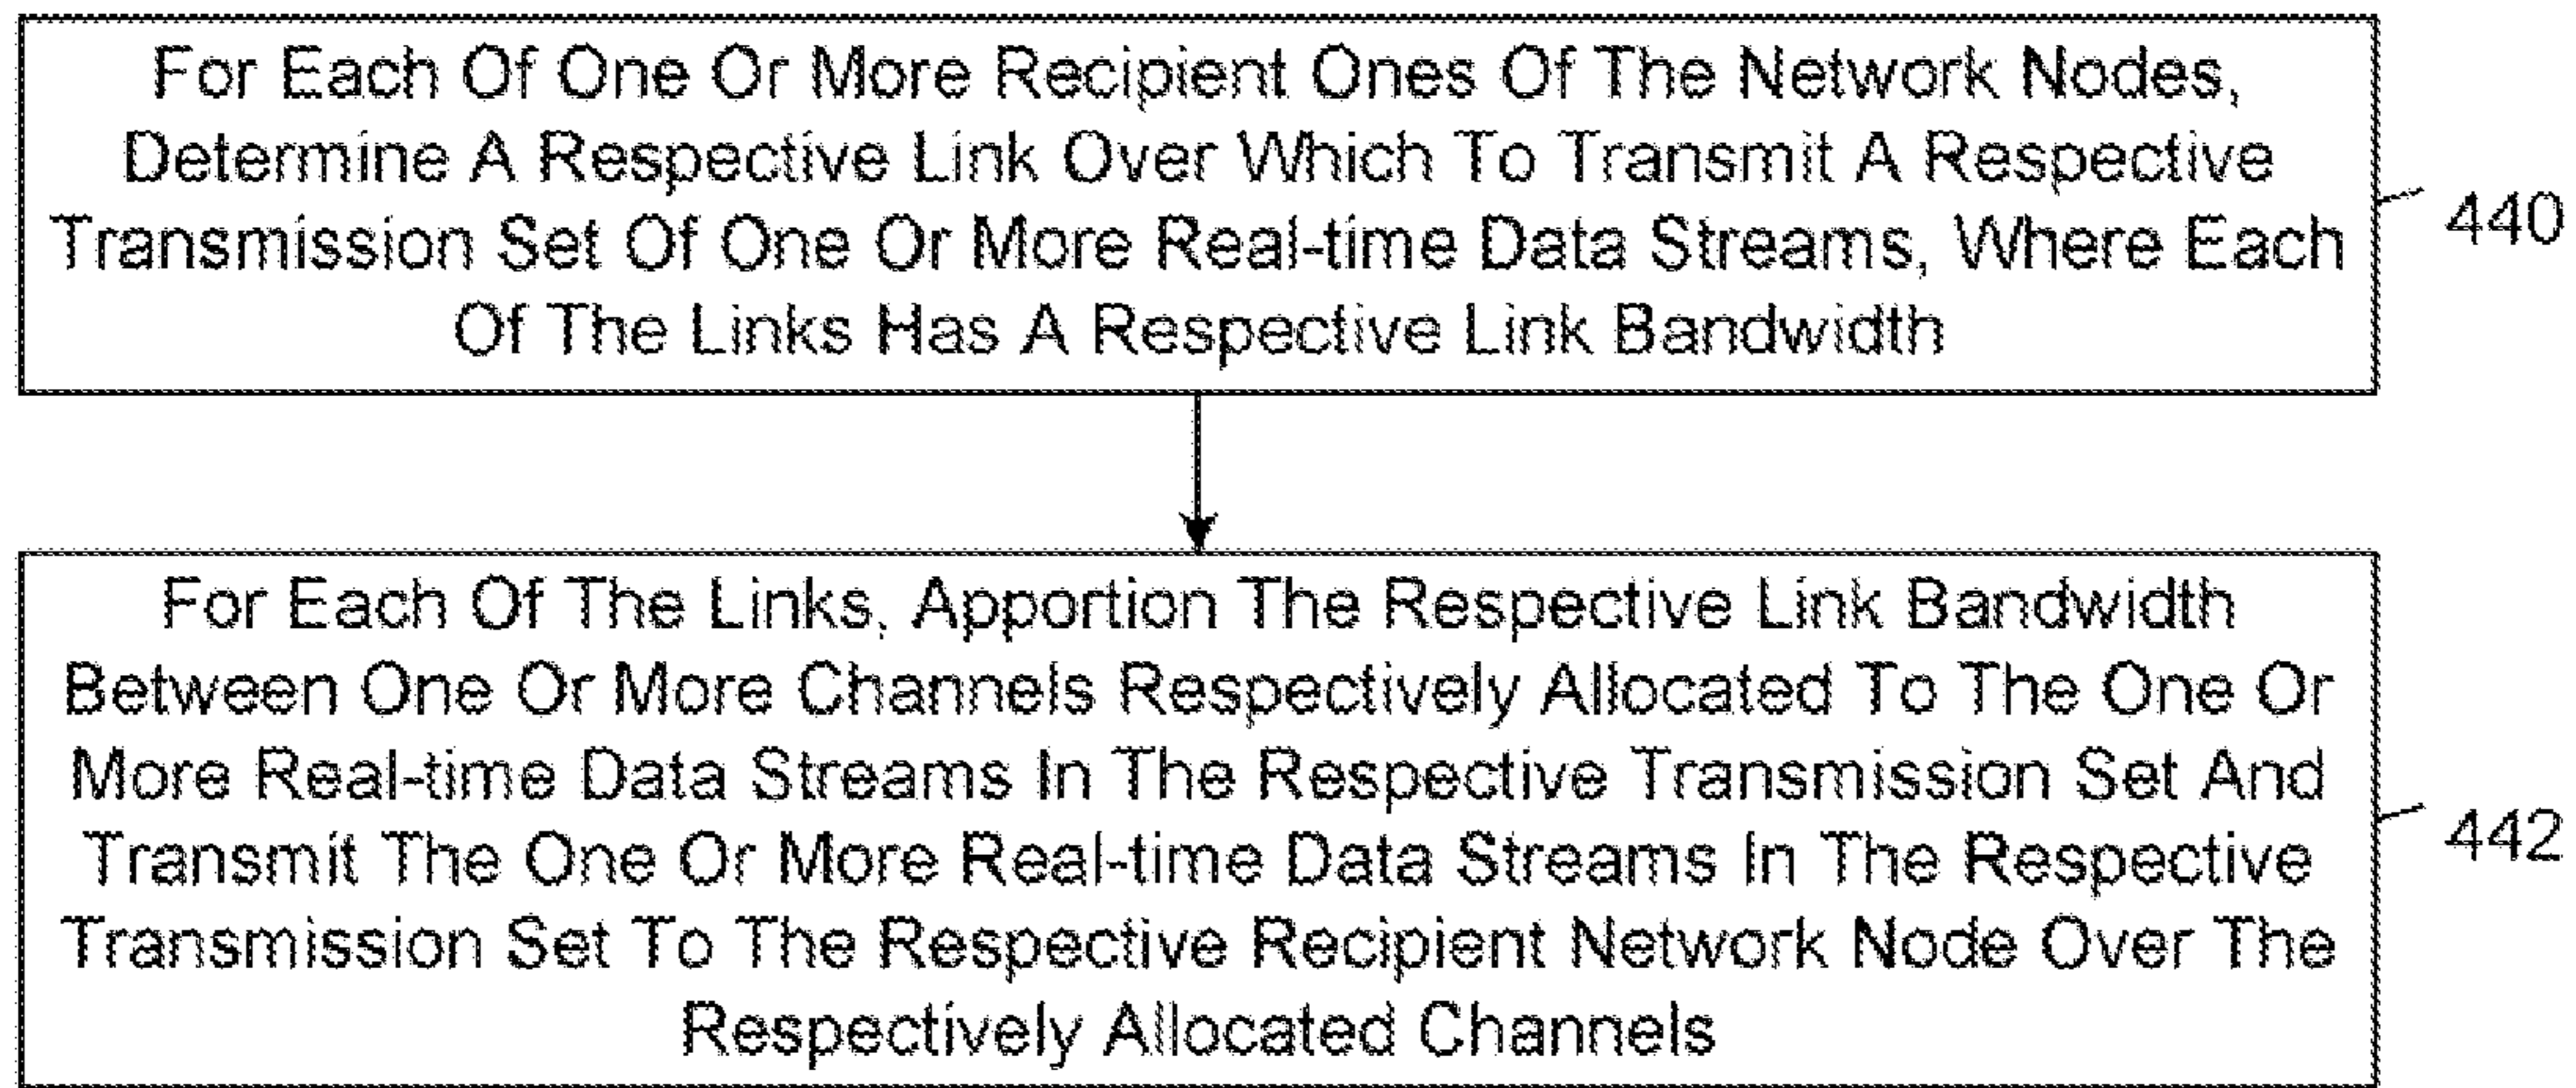 For Each Of One Or More Recipient Ones Of The Network Nodes,
Determine A Respective Link Over Which To Transmit A Respective
Transmission Set Of One Or More Real-time Data Streams, Where Each
Of The Links Has A Respective Link Bandwidth
440
For Each Of The Links, Apportion The Respective Link Bandwidth
Between One Or More Channels Respectively Allocated To The One Or
More Real-time Data Streams In The Respective Transmission Set And
Transmit The One Or More Real-time Data Streams In The Respective
Transmission Set To The Respective Recipient Network Node Over The
Respectively Allocated Channels
442